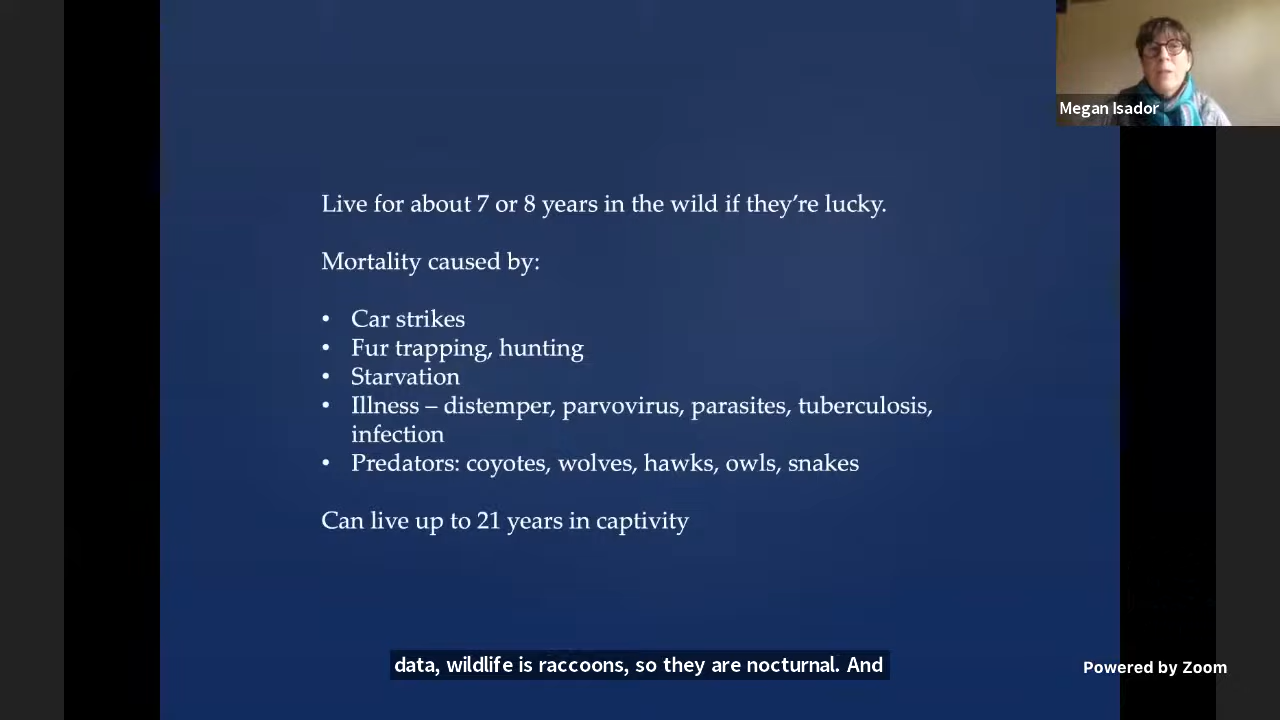 Megan Isador
Live for about 7 or 8 years in the wild if they're lucky.
Mortality caused by:
• Car strikes
• Fur trapping, hunting
• Starvation
• Illness – distemper, parvovirus, parasites, tuberculosis,
infection
• Predators: coyotes, wolves, hawks, owls, snakes
Can live up to 21 years in captivity
data, wildlife is raccoons, so they are nocturnal. And
Powered by Zoom